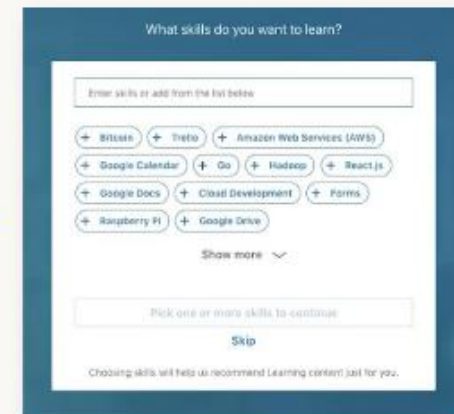 What skills do you want to learn?
Enter skills or add from the list below
+ Bitcoin + Trello + Amazon Web Services (AWS)
+ Google Calendar + Go + Hadoop + React.js
+ Google Docs + Cloud Development + Forms
+ Raspberry Pi + Google Drive
Show more
Pick one or more skills to continue
Skip
Choosing skills will help us recommend Learning content just for you.